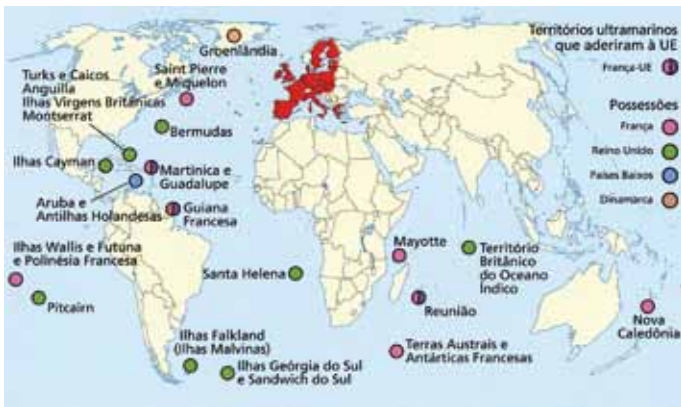 Groenlândia
Territórios ultramarinos
que aderiram à UE
França-UE
Possessões
França
Reino Unido
Países Baixos
Dinamarca
Turks e Caicos
Anguilla
Ilhas Virgens Britânicas
Montserrat
Saint Pierre
e Miquelon
Bermudas
Ilhas Cayman
Martinica e
Guadalupe
Aruba e
Antilhas Holandesas
Guiana
Francesa
Ilhas Wallis e Futuna
e Polinésia Francesa
Pitcairn
Santa Helena
Mayotte
Território
Britânico
do Oceano
Índico
Reunião
Nova
Caledônia
Ilhas Falkland
(Ilhas Malvinas)
Ilhas Geórgia do Sul
e Sandwich do Sul
Terras Austrais e
Antárticas Francesas